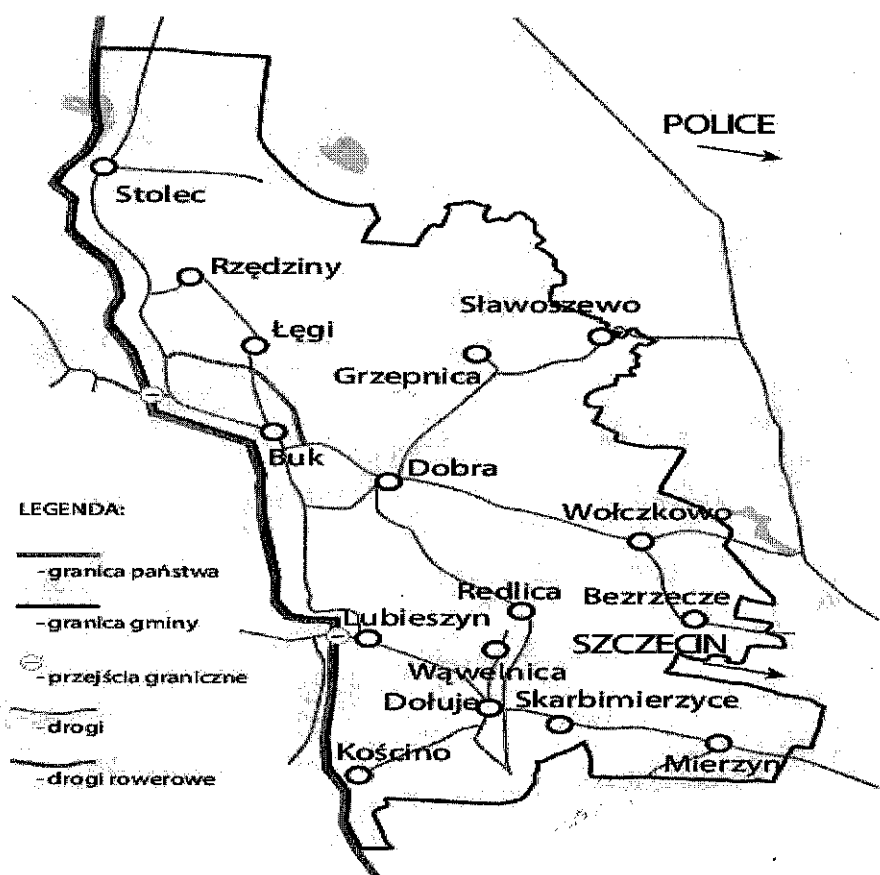 POLICE
Stolec
Rzędziny
Sławoszewo
Łęgi
Grzepnica
Buk
Dobra
LEGENDA:
Wołczkowo
-granica państwa
Redlica
Bezrzecze
-granica gminy
Lubieszyn
SZCZECIN
Wąwelnica
-przejścia graniczne
Dołuje
Skarbimierzyce
-drogi
Kościno
Mierzyn
-drogi rowerowe